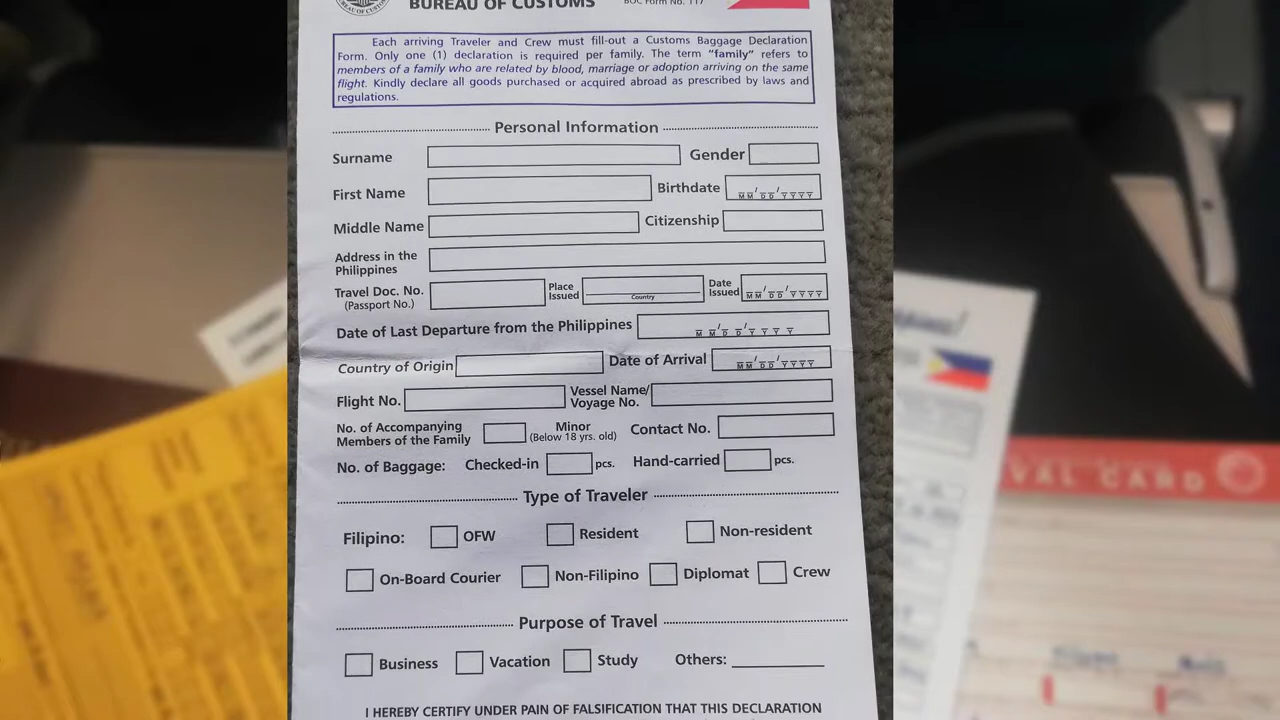 BUREAU OF CUSTOMS BOC Form No. 117
Each arriving Traveler and Crew must fill-out a Customs Baggage Declaration
Form. Only one (1) declaration is required per family. The term "family" refers to
members of a family who are related by blood, marriage or adoption arriving on the same
flight. Kindly declare all goods purchased or acquired abroad as prescribed by laws and
regulations.
Personal Information
Surname Gender
First Name Birthdate MM/DD/YYYY
Middle Name Citizenship
Address in the
Philippines
Travel Doc. No. Place Issued Country Date Issued MM/DD/YYYY
(Passport No.)
Date of Last Departure from the Philippines MM/DD/YYYY
Country of Origin Date of Arrival MM/DD/YYYY
Flight No. Vessel Name/
Voyage No.
No. of Accompanying Minor Contact No.
Members of the Family (Below 18 yrs. old)
No. of Baggage: Checked-in pcs. Hand-carried pcs.
Type of Traveler
Filipino: OFW Resident Non-resident
On-Board Courier Non-Filipino Diplomat Crew
Purpose of Travel
Business Vacation Study Others:
I HEREBY CERTIFY UNDER PAIN OF FALSIFICATION THAT THIS DECLARATION
VAL CARD